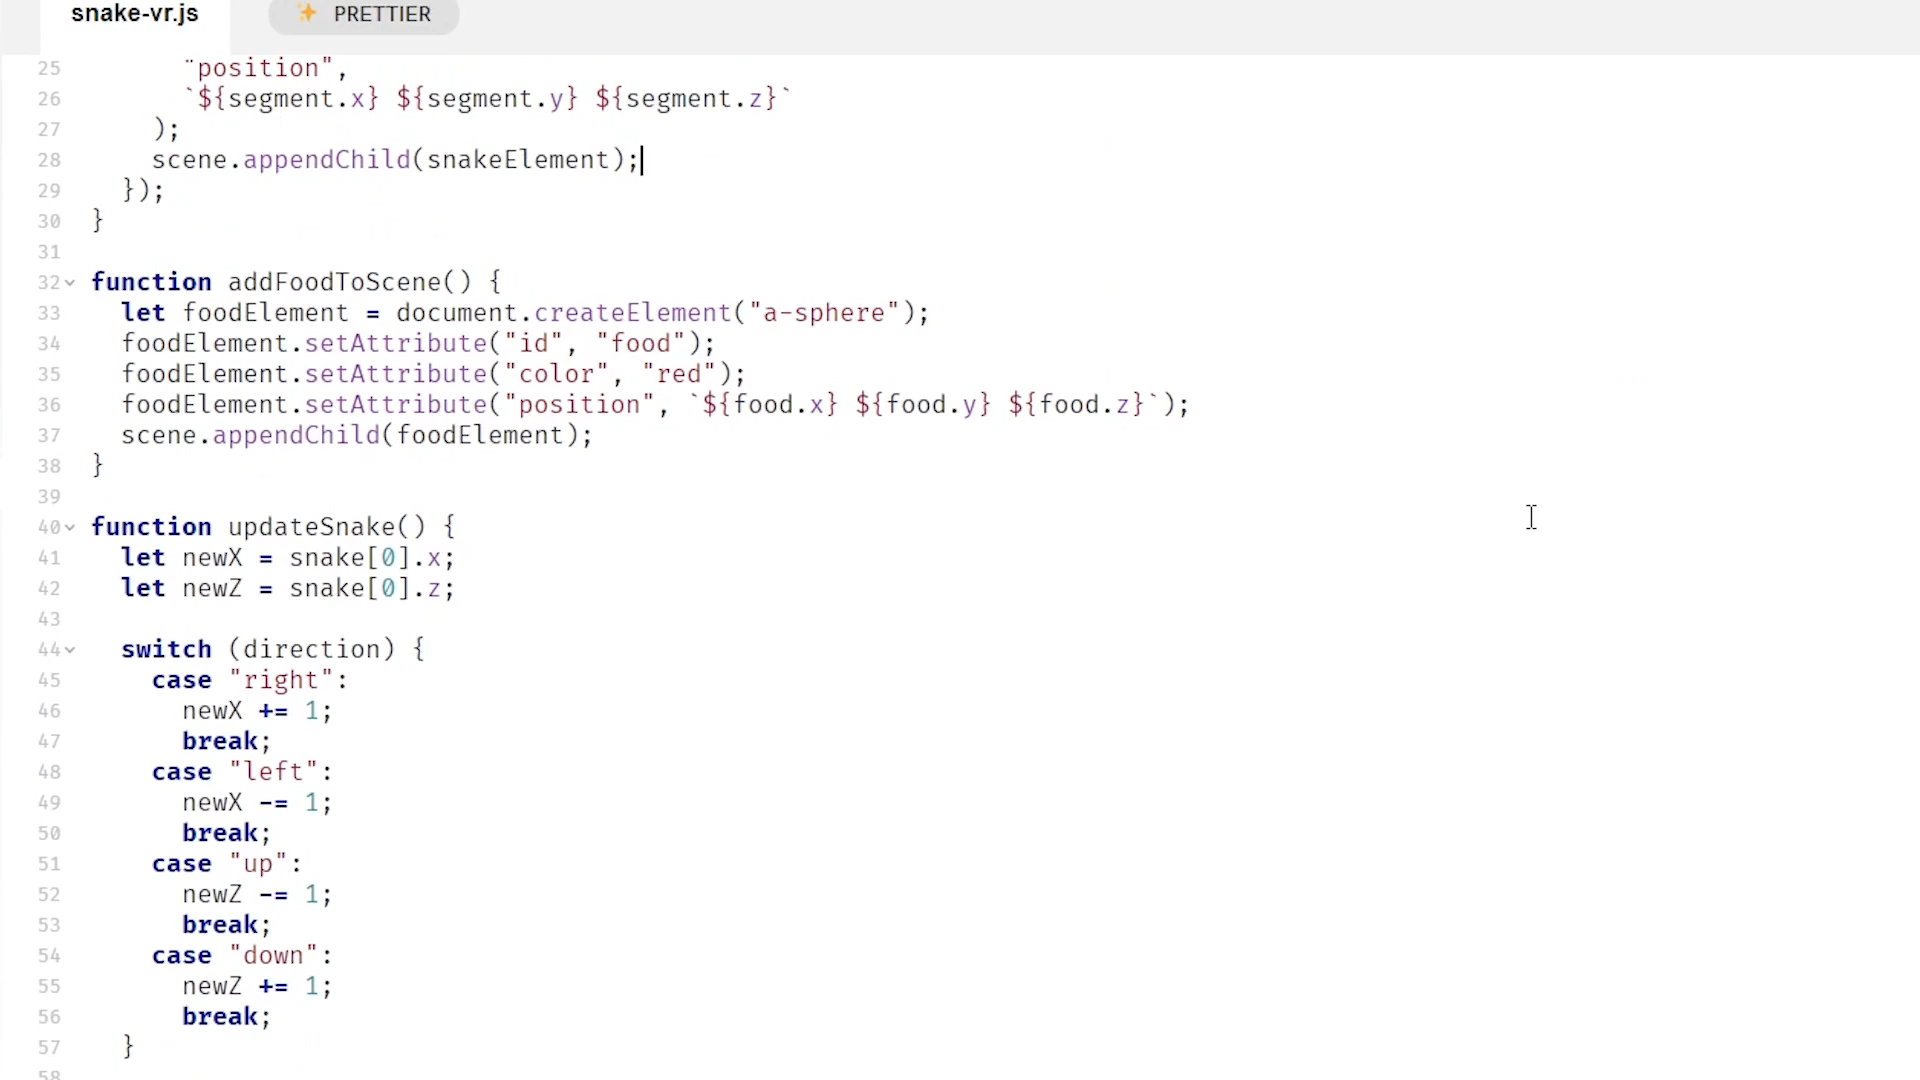 snake-vr.js
✨ PRETTIER
25 "position",
26 `${segment.x} ${segment.y} ${segment.z}`
27 );
28 scene.appendChild(snakeElement);
29 });
30 }
31
32 function addFoodToScene() {
33 let foodElement = document.createElement("a-sphere");
34 foodElement.setAttribute("id", "food");
35 foodElement.setAttribute("color", "red");
36 foodElement.setAttribute("position", `${food.x} ${food.y} ${food.z}`);
37 scene.appendChild(foodElement);
38 }
39
40 function updateSnake() {
41 let newX = snake[0].x;
42 let newZ = snake[0].z;
43
44 switch (direction) {
45 case "right":
46 newX += 1;
47 break;
48 case "left":
49 newX -= 1;
50 break;
51 case "up":
52 newZ -= 1;
53 break;
54 case "down":
55 newZ += 1;
56 break;
57 }
58